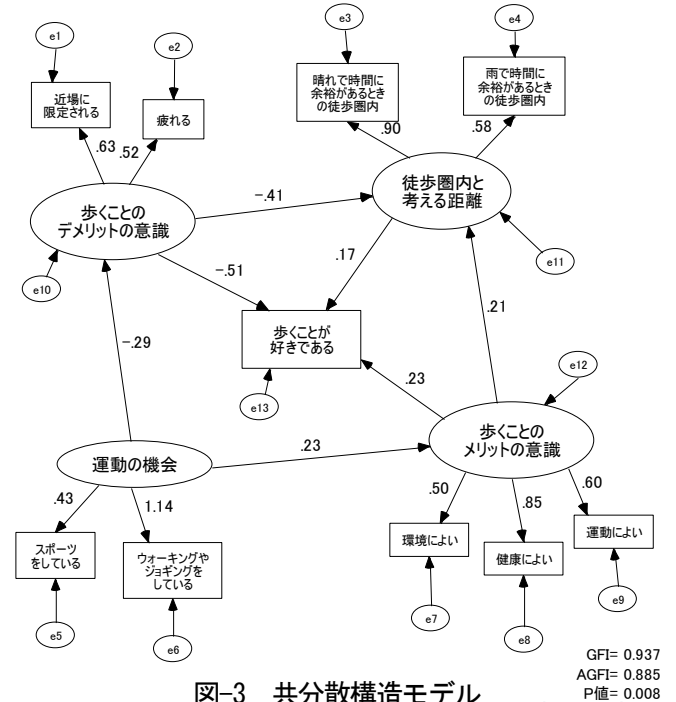 e1
e2
e3
e4
近場に
限定される
疲れる
晴れで時間に
余裕があるとき
の徒歩圏内
雨で時間に
余裕があるとき
の徒歩圏内
.63
.52
.90
.58
歩くことの
デメリットの意識
徒歩圏内と
考える距離
-.41
e10
e11
-.51
.17
歩くことが
好きである
.21
-.29
e13
.23
e12
歩くことの
メリットの意識
運動の機会
.23
.43
1.14
.50
.85
.60
スポーツ
をしている
ウォーキングや
ジョギングを
している
環境によい
健康によい
運動によい
e5
e6
e7
e8
e9
GFI= 0.937
AGFI= 0.885
P値= 0.008
図-3 共分散構造モデル